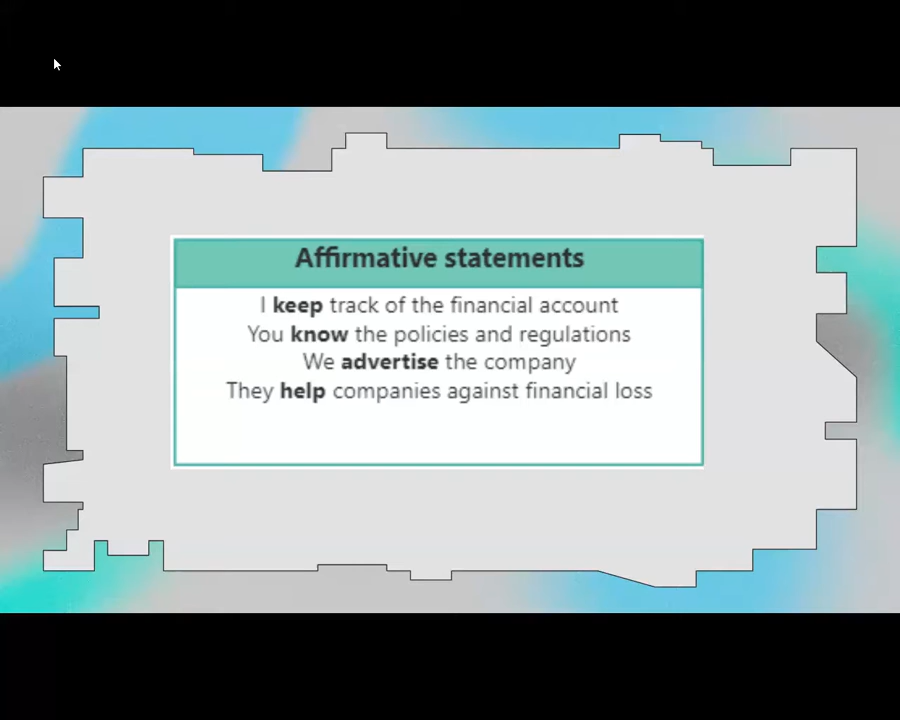 Affirmative statements
I keep track of the financial account
You know the policies and regulations
We advertise the company
They help companies against financial loss